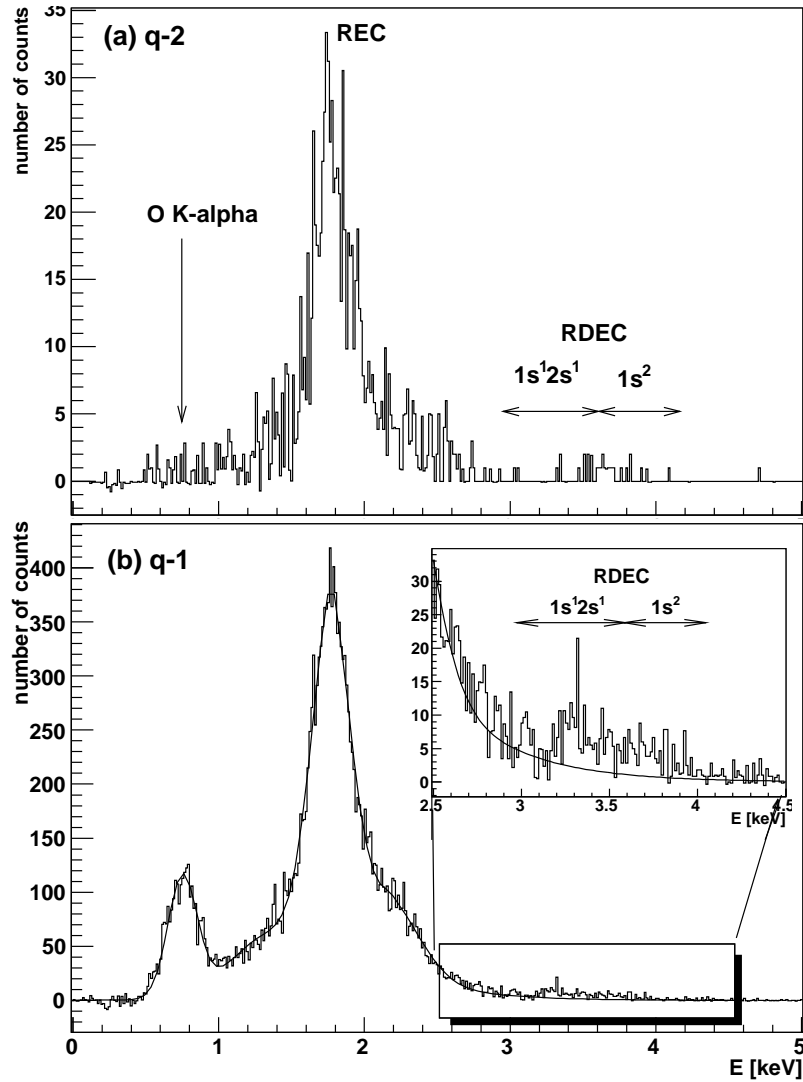 35
30
25
20
15
10
5
0
number of counts
(a) q-2
REC
O K-alpha
RDEC
1s¹2s¹
1s²
400
350
300
250
200
150
100
50
0
number of counts
(b) q-1
30
25
20
15
10
5
0
RDEC
1s¹2s¹
1s²
2.5 3 3.5 4 4.5
E [keV]
0 1 2 3 4 5
E [keV]